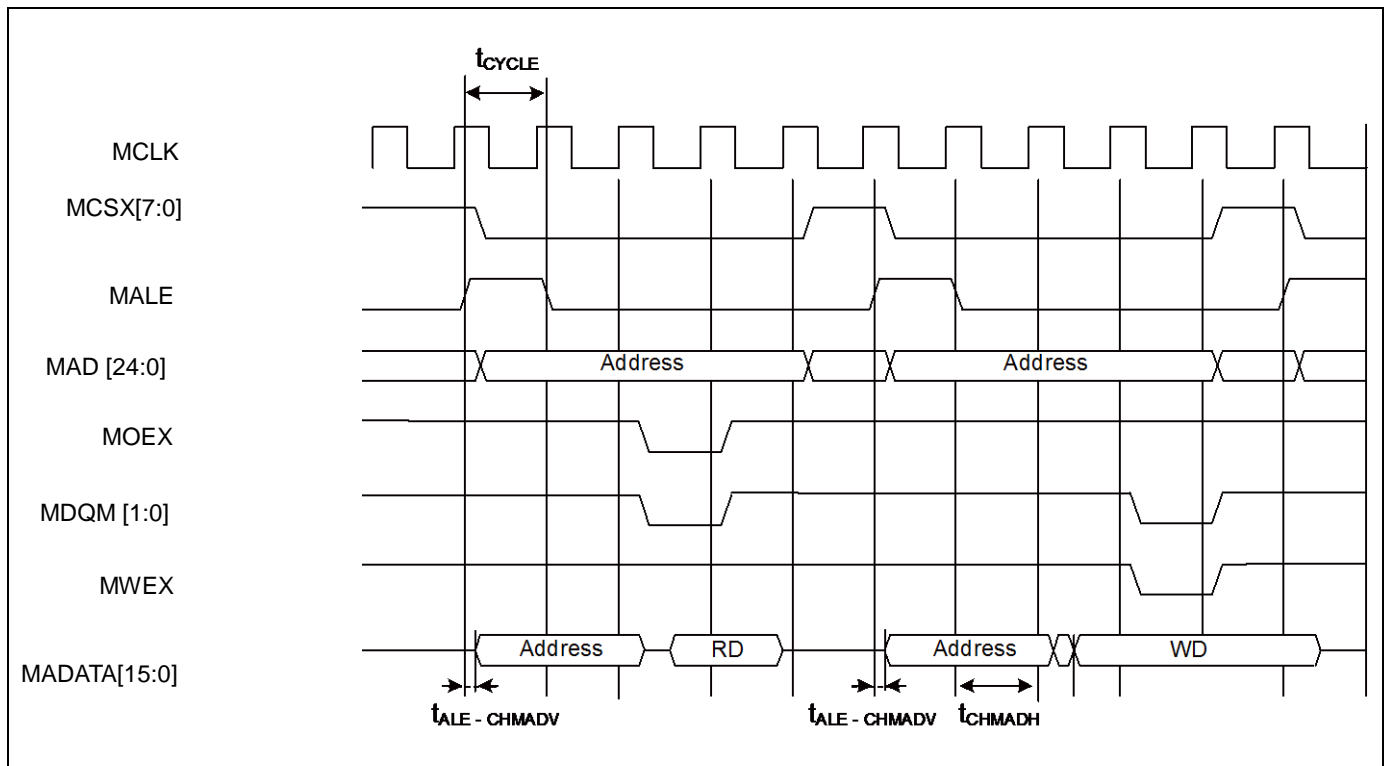 tCYCLE
MCLK
MCSX[7:0]
MALE
MAD [24:0]
Address
Address
MOEX
MDQM [1:0]
MWEX
MADATA[15:0]
Address
RD
Address
WD
tALE - CHMADV
tALE - CHMADV
tCHMADH